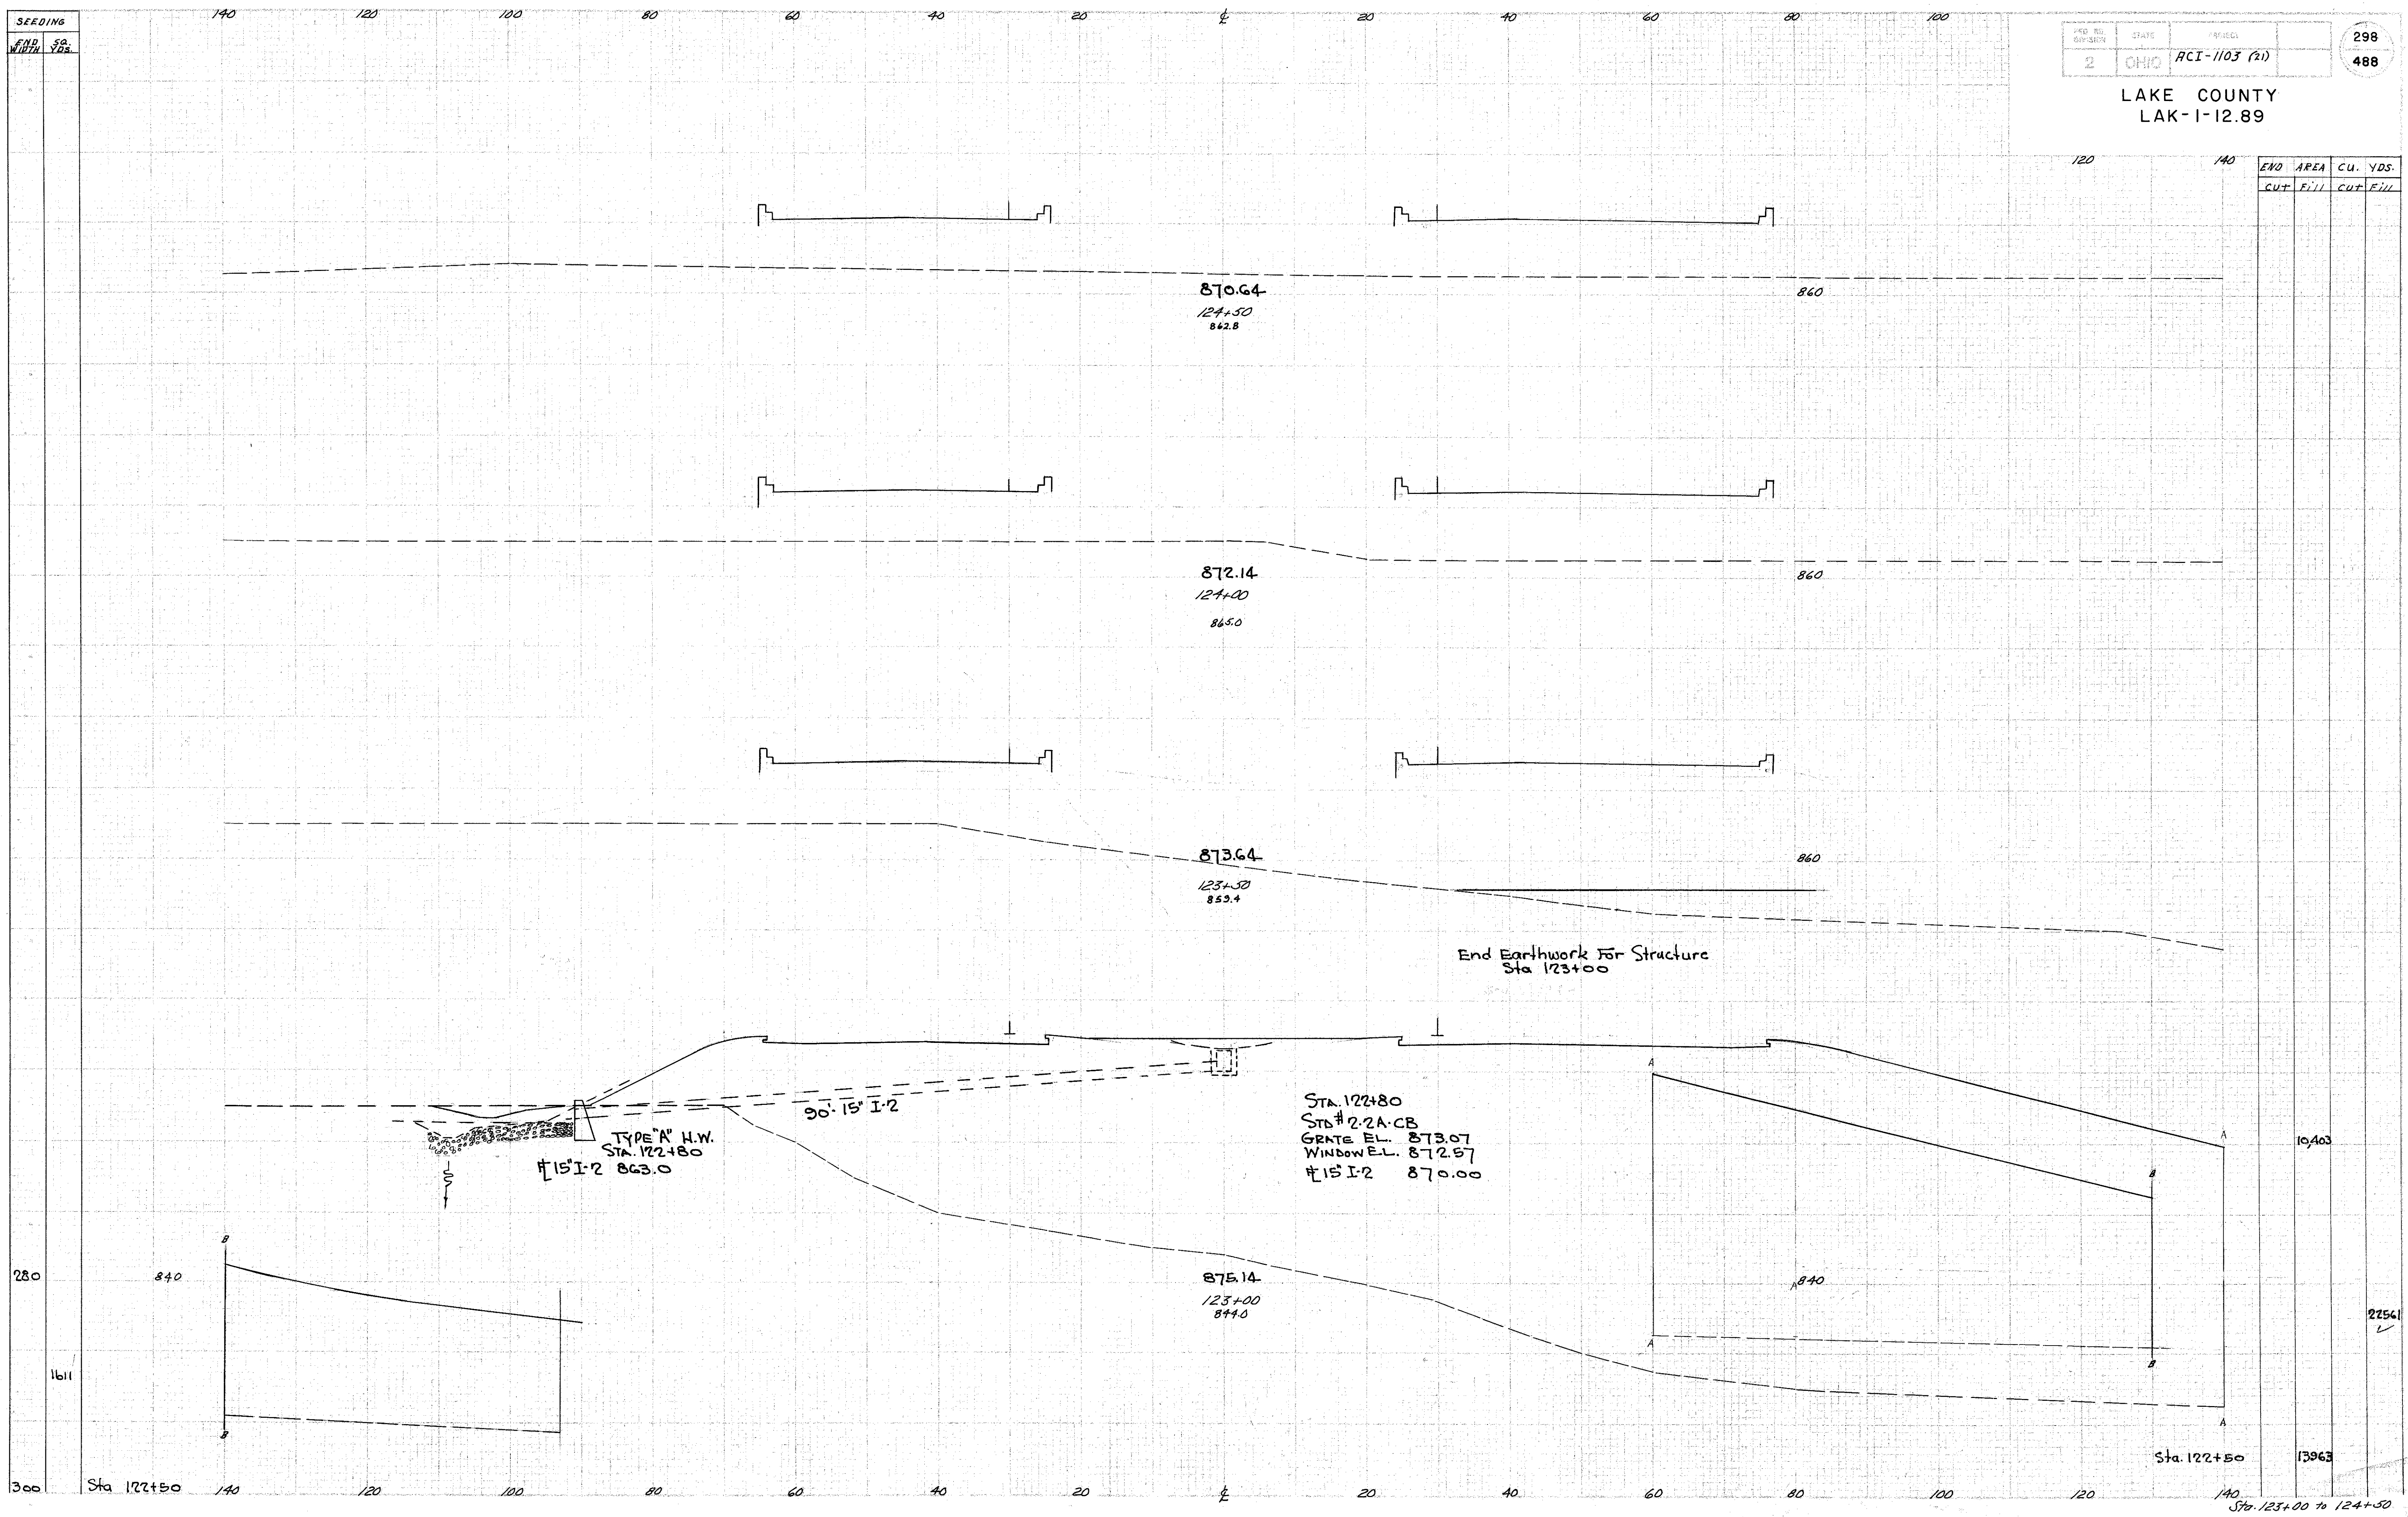 SEEDING
END WIDTH SQ. YDS.
140 120 100 80 60 40 20 ℄ 20 40 60 80 100
FED. RD. DIVISION STATE PROJECT
2 OHIO ACI-1103 (21)
298
488
LAKE COUNTY
LAK-1-12.89
120 140
END AREA CU. YDS.
Cut Fill Cut Fill
870.64 860
124+50
862.8
872.14 860
124+00
865.0
873.64 860
123+50
859.4
End Earthwork For Structure
Sta 123+00
90'-15" I-2
TYPE "A" H.W.
STA. 122+80
℄ 15" I-2 863.0
STA. 122+80
STD # 2-2A-CB
GRATE EL. 873.07
WINDOW EL. 872.57
℄ 15" I-2 870.00
A
A
10,403
B
B
280 840
875.14
A 840
123+00
844.0
22561
A
B
1611
B
A
Sta. 122+50 13963
300 Sta 122+50
140 120 100 80 60 40 20 ℄ 20 40 60 80 100 120 140
Sta. 123+00 to 124+50